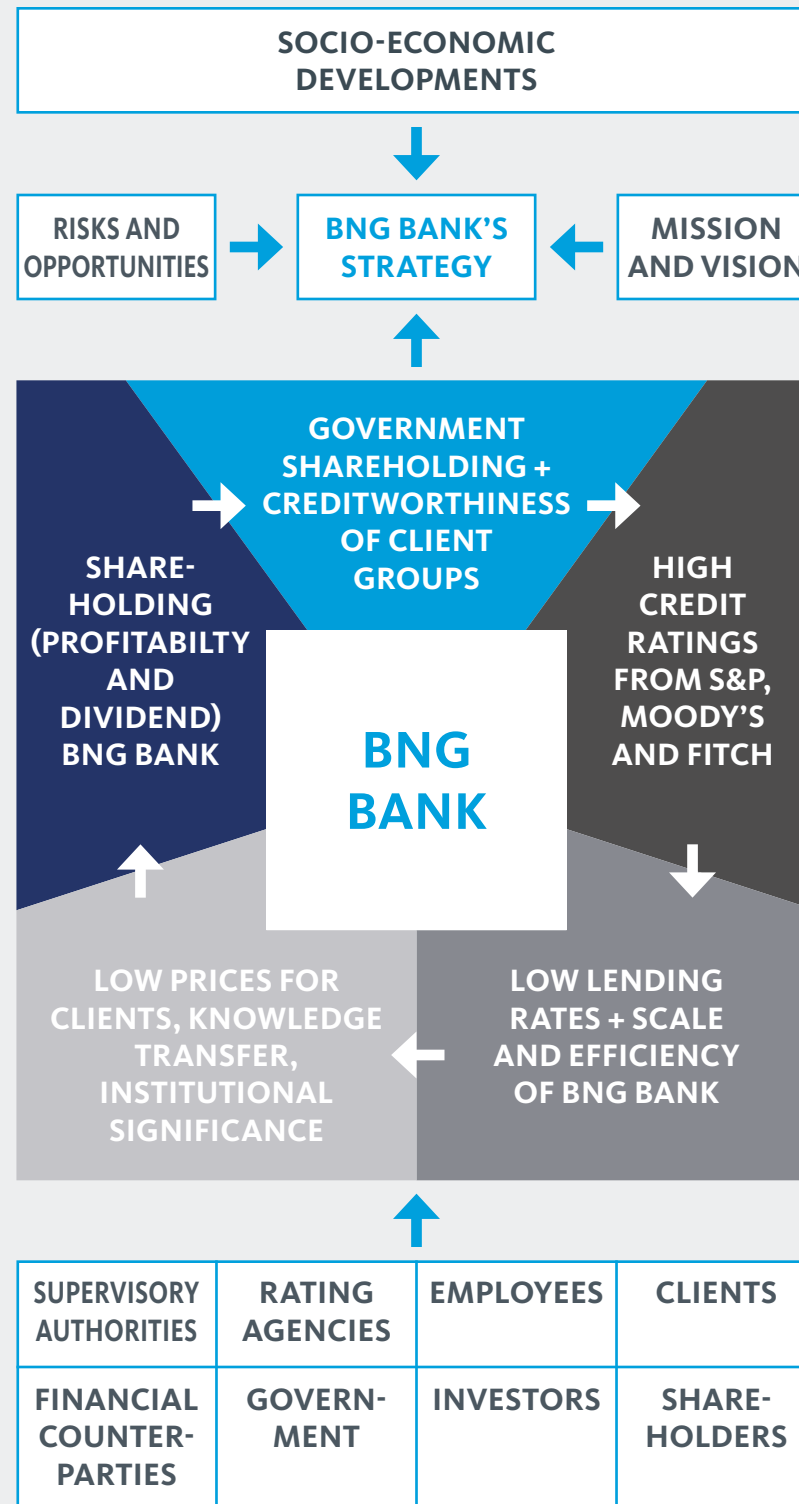 SOCIO-ECONOMIC
DEVELOPMENTS
RISKS AND
OPPORTUNITIES
BNG BANK'S
STRATEGY
MISSION
AND VISION
GOVERNMENT
SHAREHOLDING +
CREDITWORTHINESS
OF CLIENT
GROUPS
SHARE-
HOLDING
(PROFITABILTY
AND
DIVIDEND)
BNG BANK
HIGH
CREDIT
RATINGS
FROM S&P,
MOODY'S
AND FITCH
BNG
BANK
LOW PRICES FOR
CLIENTS, KNOWLEDGE
TRANSFER,
INSTITUTIONAL
SIGNIFICANCE
LOW LENDING
RATES + SCALE
AND EFFICIENCY
OF BNG BANK
SUPERVISORY
AUTHORITIES
RATING
AGENCIES
EMPLOYEES
CLIENTS
FINANCIAL
COUNTER-
PARTIES
GOVERN-
MENT
INVESTORS
SHARE-
HOLDERS